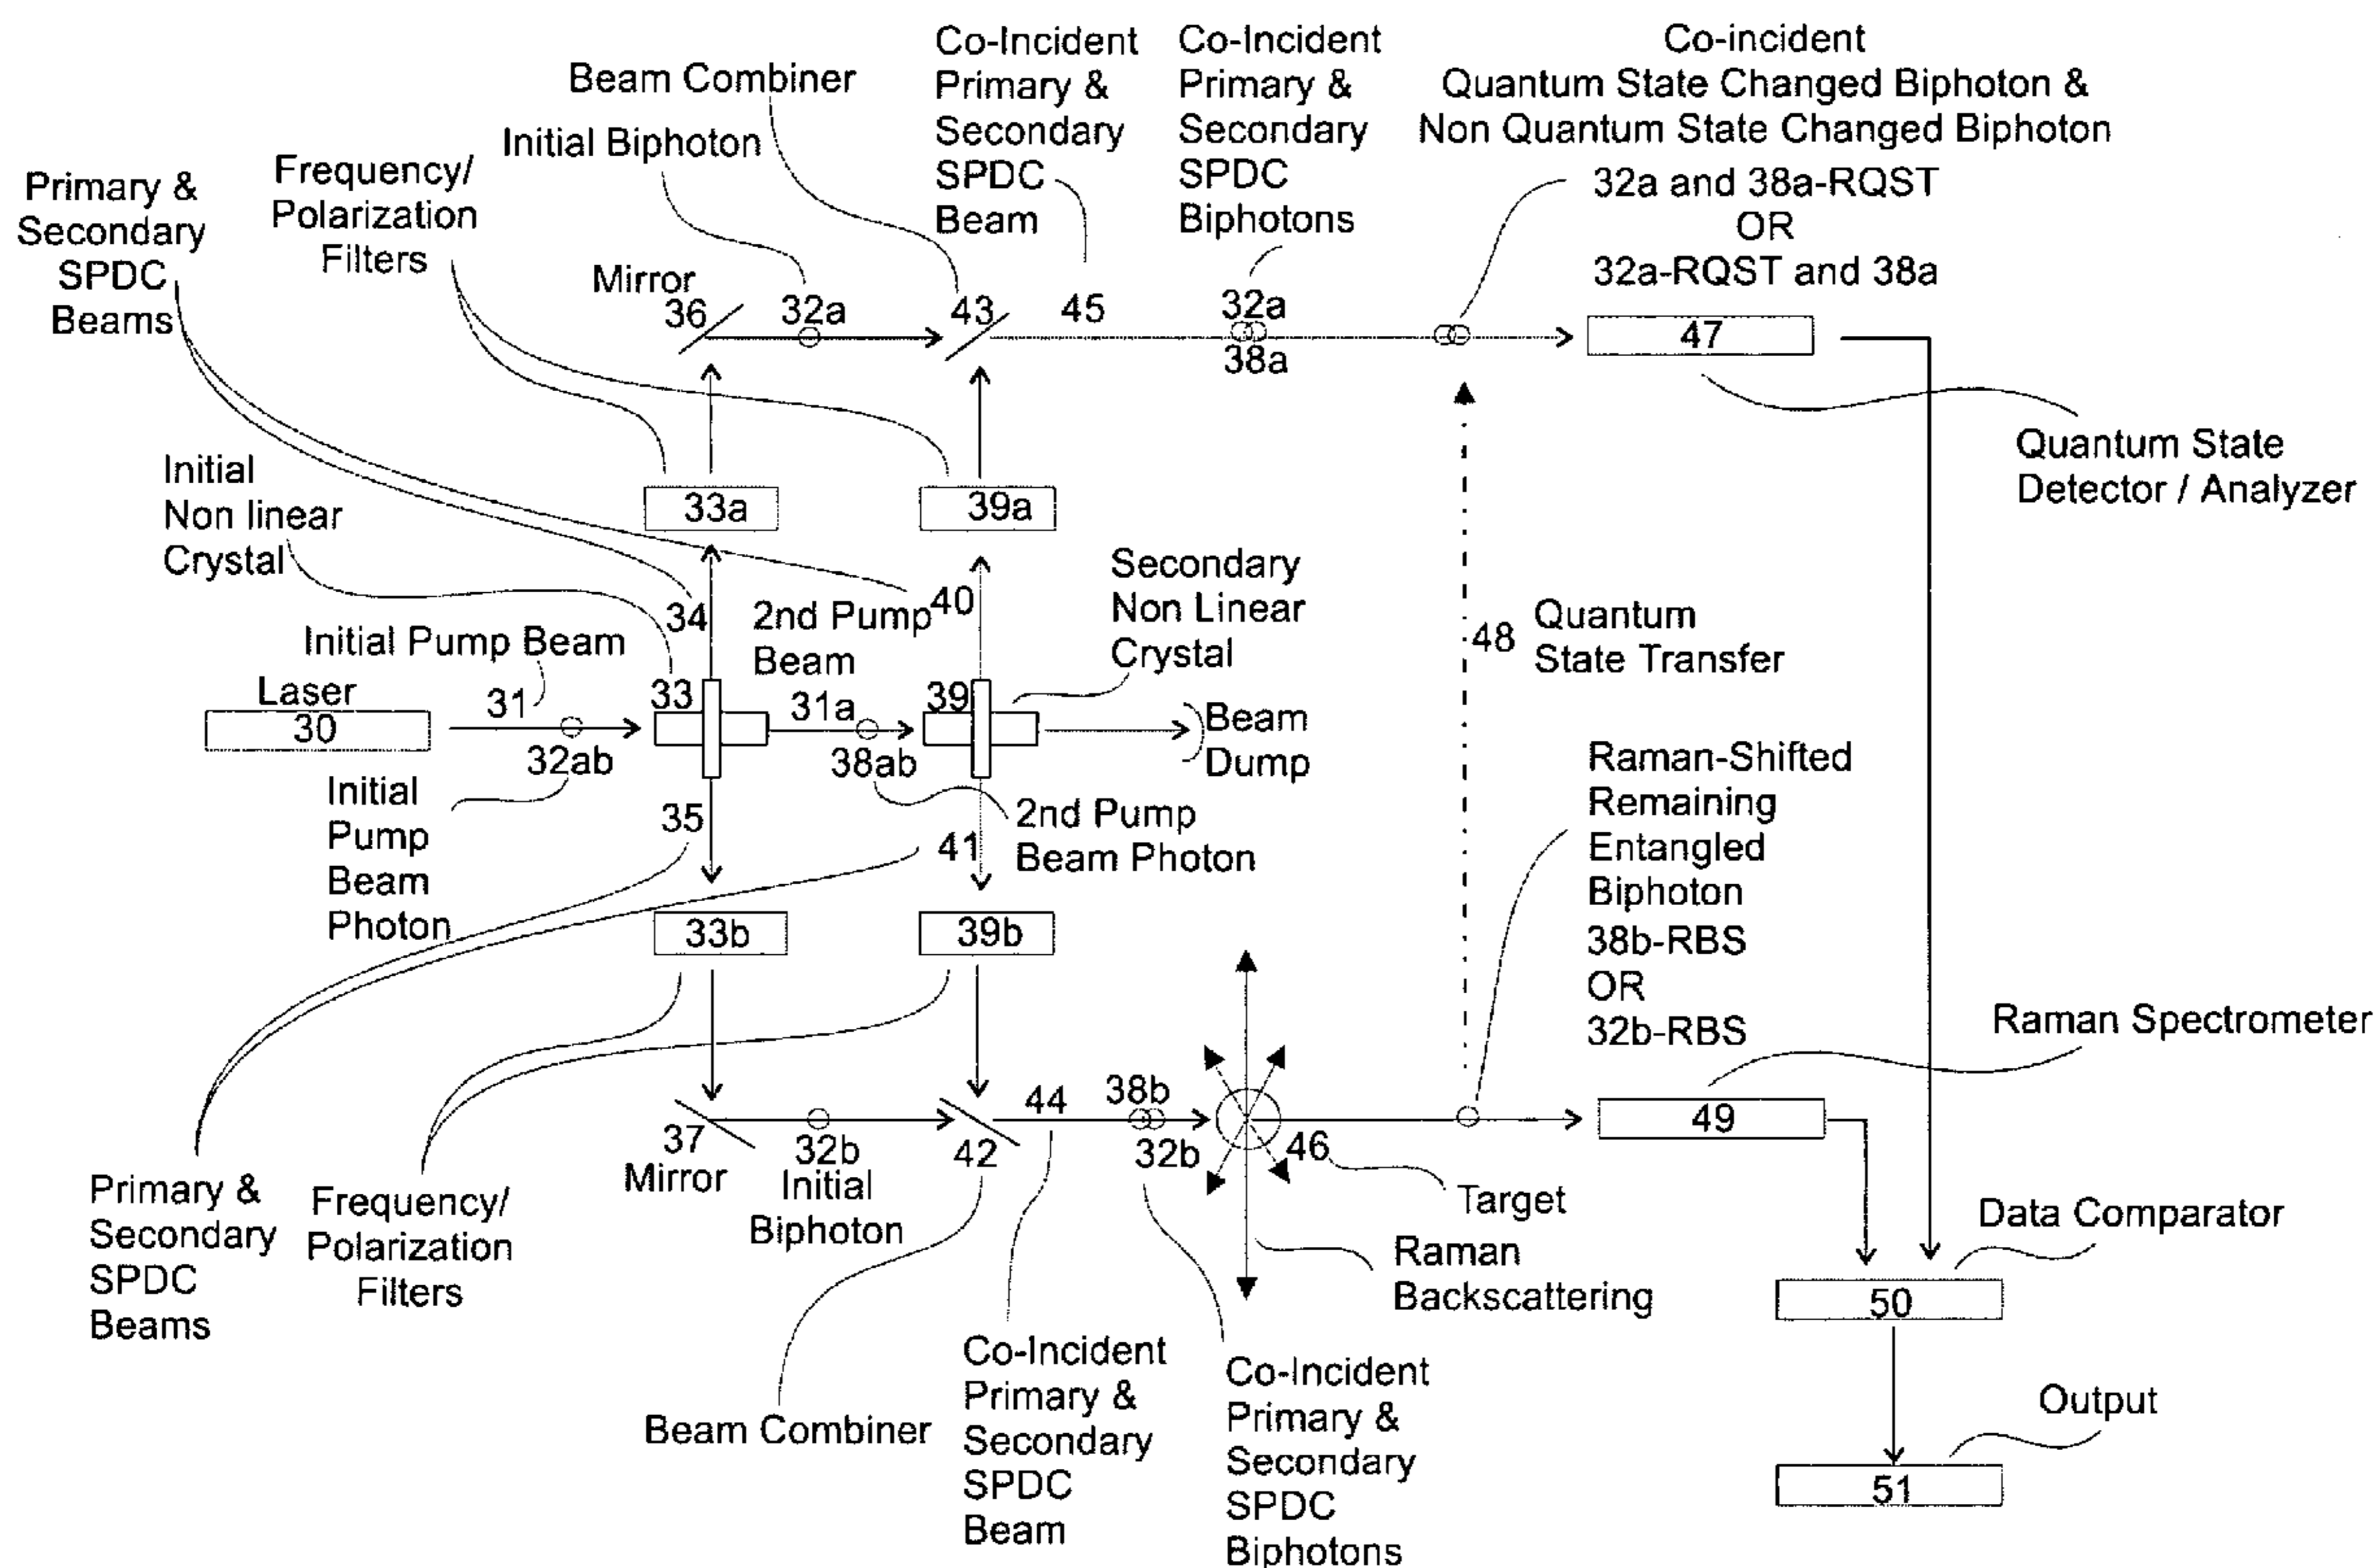 Co-Incident
Primary &
Secondary
SPDC
Beam
Co-Incident
Primary &
Secondary
SPDC
Biphotons
Co-incident
Quantum State Changed Biphoton &
Non Quantum State Changed Biphoton
32a and 38a-RQST
OR
32a-RQST and 38a
Beam Combiner
Initial Biphoton
Frequency/
Polarization
Filters
Primary &
Secondary
SPDC
Beams
Mirror
36
32a
43
45
32a
38a
47
Quantum State
Detector / Analyzer
Initial
Non linear
Crystal
33a
39a
34
2nd Pump
Beam
40
Secondary
Non Linear
Crystal
48
Quantum
State Transfer
Initial Pump Beam
Laser
30
31
32ab
33
31a
38ab
39
Beam
Dump
Initial
Pump
Beam
Photon
35
41
2nd Pump
Beam Photon
Raman-Shifted
Remaining
Entangled
Biphoton
38b-RBS
OR
32b-RBS
33b
39b
Raman Spectrometer
37
Mirror
32b
Initial
Biphoton
42
44
38b
32b
46
49
Target
Raman
Backscattering
Data Comparator
50
Primary &
Secondary
SPDC
Beams
Frequency/
Polarization
Filters
Beam Combiner
Co-Incident
Primary &
Secondary
SPDC
Beam
Co-Incident
Primary &
Secondary
SPDC
Biphotons
Output
51